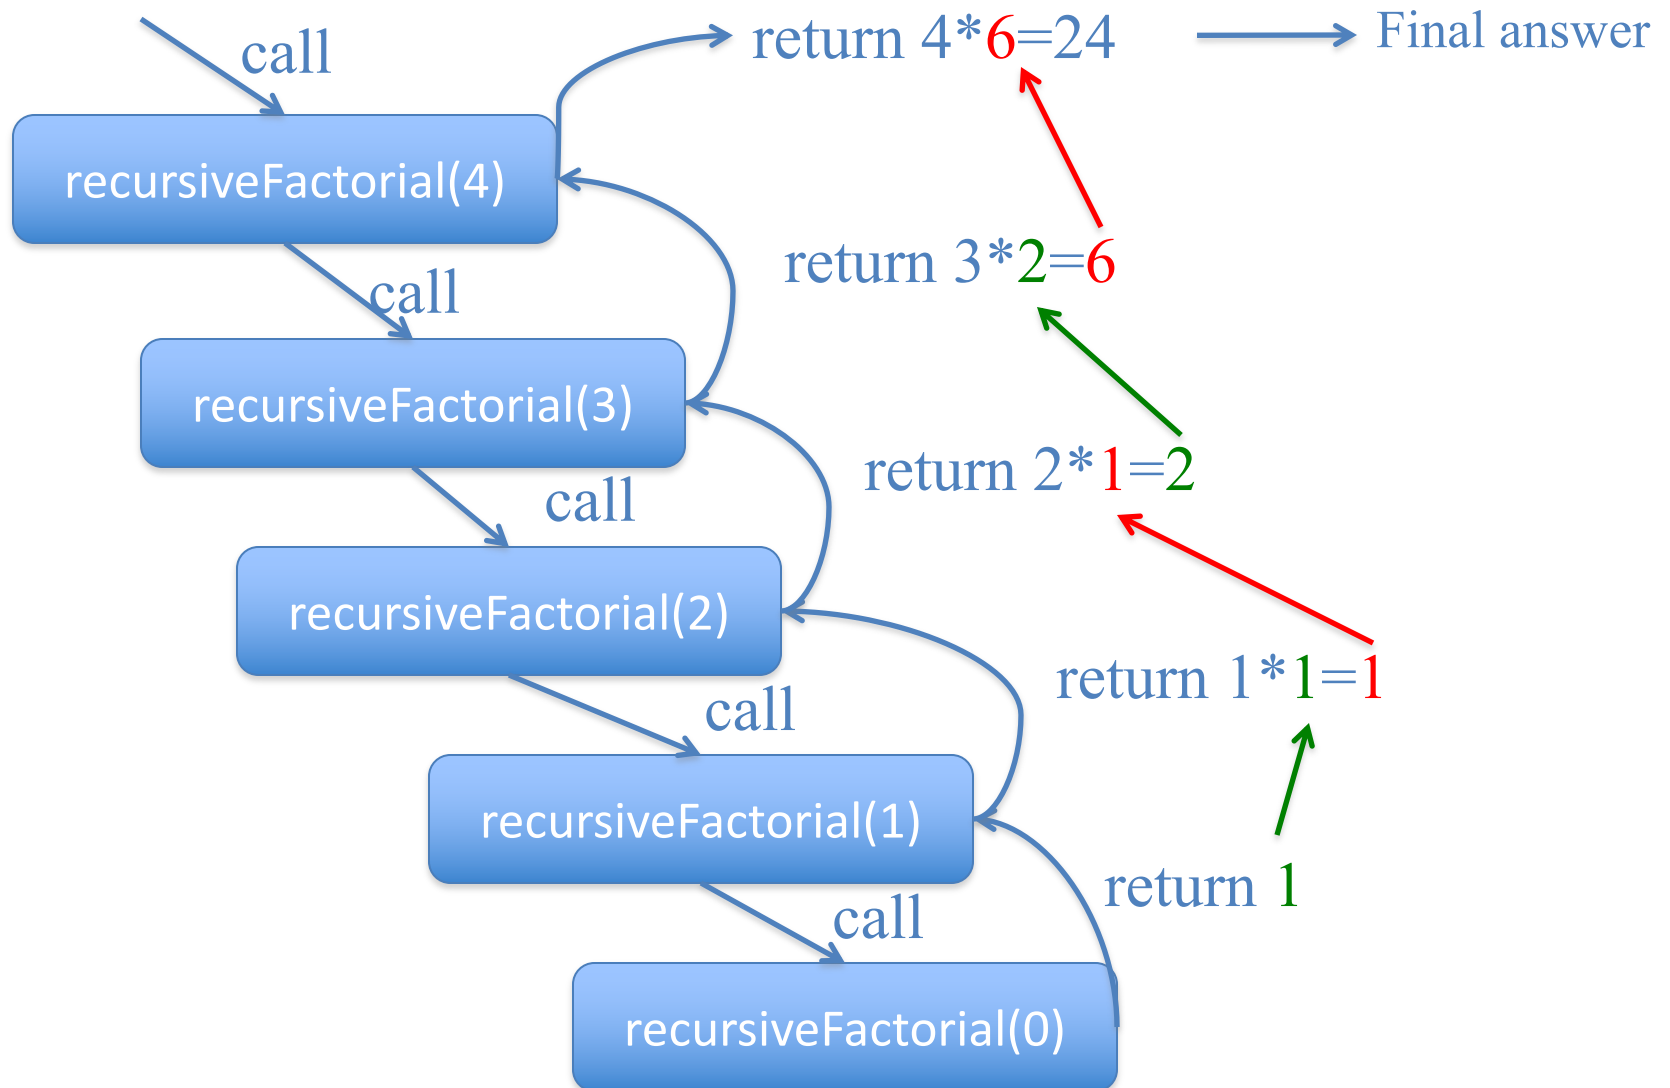 call
return 4*6=24
Final answer
recursiveFactorial(4)
call
return 3*2=6
recursiveFactorial(3)
call
return 2*1=2
recursiveFactorial(2)
call
return 1*1=1
recursiveFactorial(1)
call
return 1
recursiveFactorial(0)